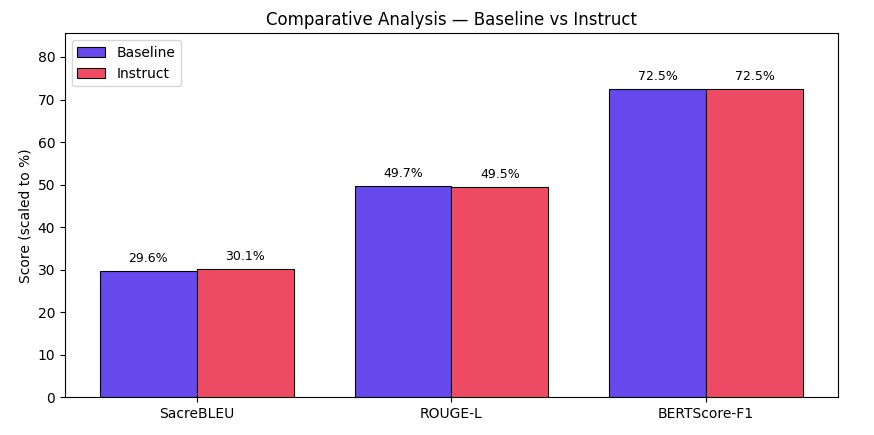 Comparative Analysis — Baseline vs Instruct
Baseline
Instruct
Score (scaled to %)
80
70
60
50
40
30
20
10
0
29.6%
30.1%
49.7%
49.5%
72.5%
72.5%
SacreBLEU
ROUGE-L
BERTScore-F1